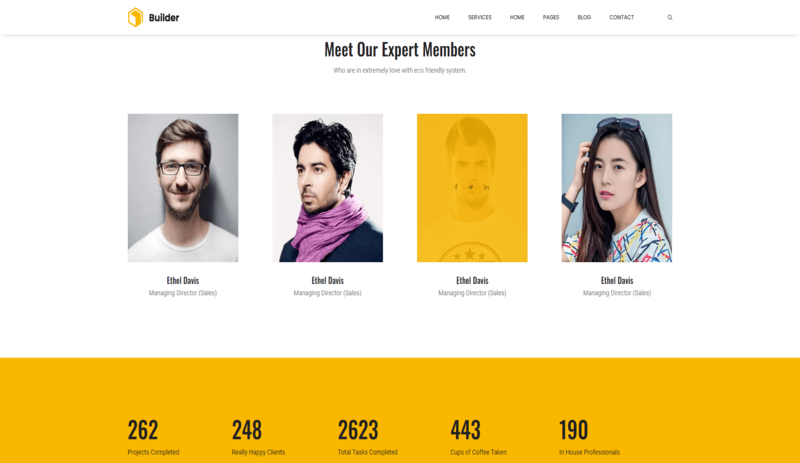 Builder
HOME SERVICES HOME PAGES BLOG CONTACT
Meet Our Expert Members
Who are in extremely love with eco friendly system.
Ethel Davis
Managing Director (Sales)
Ethel Davis
Managing Director (Sales)
Ethel Davis
Managing Director (Sales)
Ethel Davis
Managing Director (Sales)
262
Projects Completed
248
Really Happy Clients
2623
Total Tasks Completed
443
Cups of Coffee Taken
190
In House Professionals